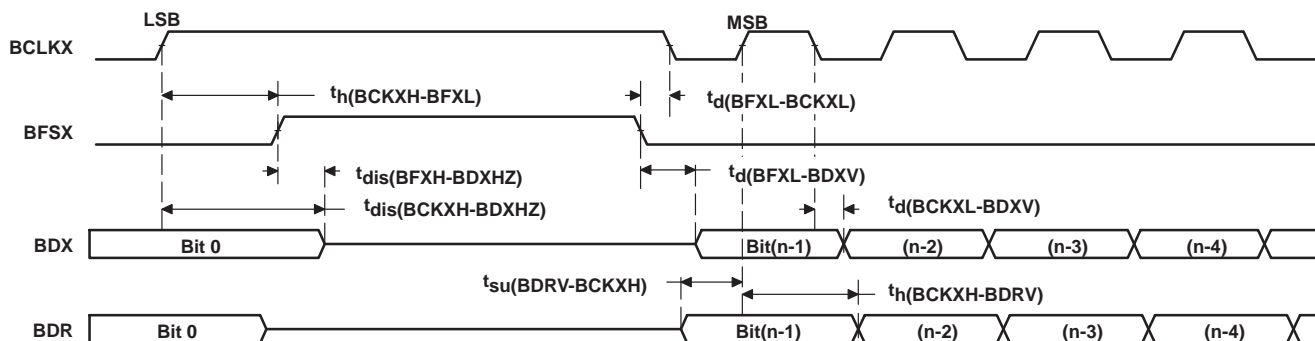 LSB MSB
BCLKX
th(BCKXH-BFXL) td(BFXL-BCKXL)
BFSX
tdis(BFXH-BDXHZ) td(BFXL-BDXV)
tdis(BCKXH-BDXHZ) td(BCKXL-BDXV)
BDX Bit 0 Bit(n-1) (n-2) (n-3) (n-4)
tsu(BDRV-BCKXH) th(BCKXH-BDRV)
BDR Bit 0 Bit(n-1) (n-2) (n-3) (n-4)